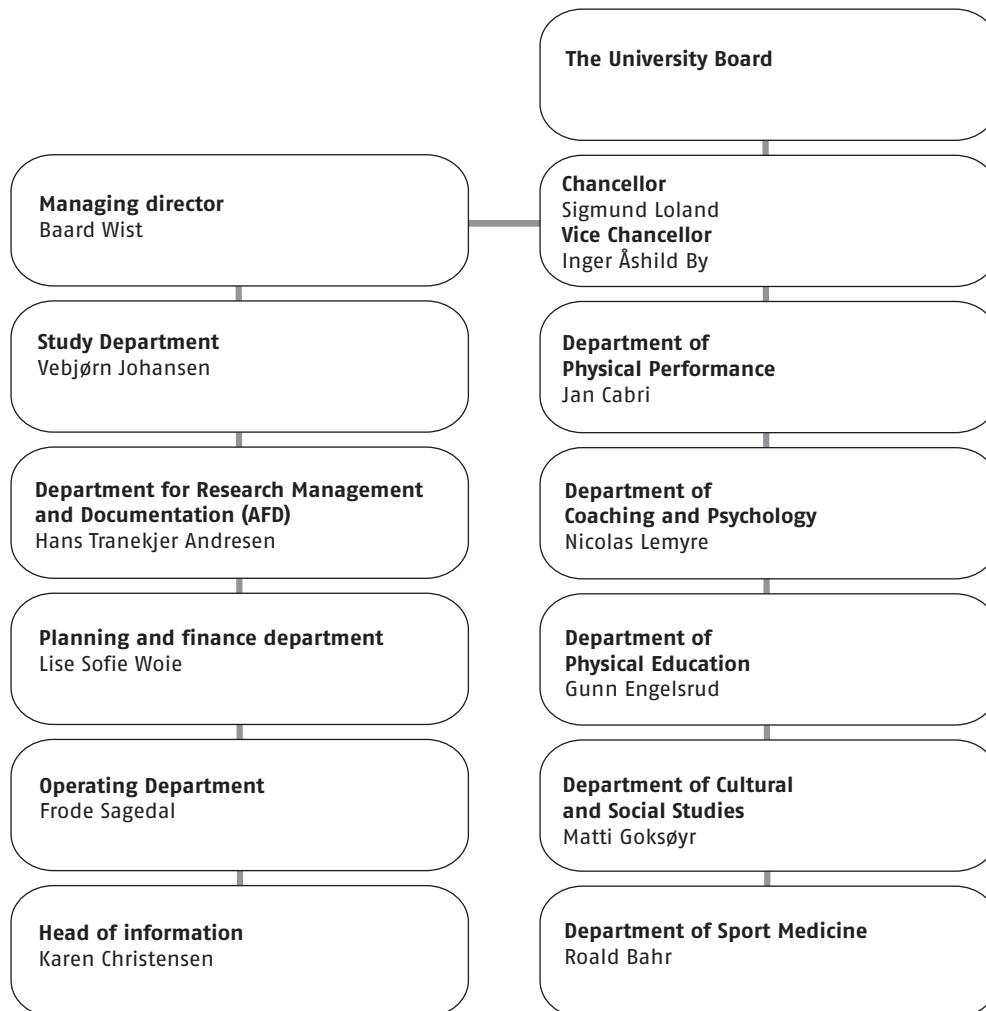 The University Board
Managing director
Baard Wist
Chancellor
Sigmund Loland
Vice Chancellor
Inger Åshild By
Study Department
Vebjørn Johansen
Department of
Physical Performance
Jan Cabri
Department for Research Management
and Documentation (AFD)
Hans Tranekjer Andresen
Department of
Coaching and Psychology
Nicolas Lemyre
Planning and finance department
Lise Sofie Woie
Department of
Physical Education
Gunn Engelsrud
Operating Department
Frode Sagedal
Department of Cultural
and Social Studies
Matti Goksøyr
Head of information
Karen Christensen
Department of Sport Medicine
Roald Bahr